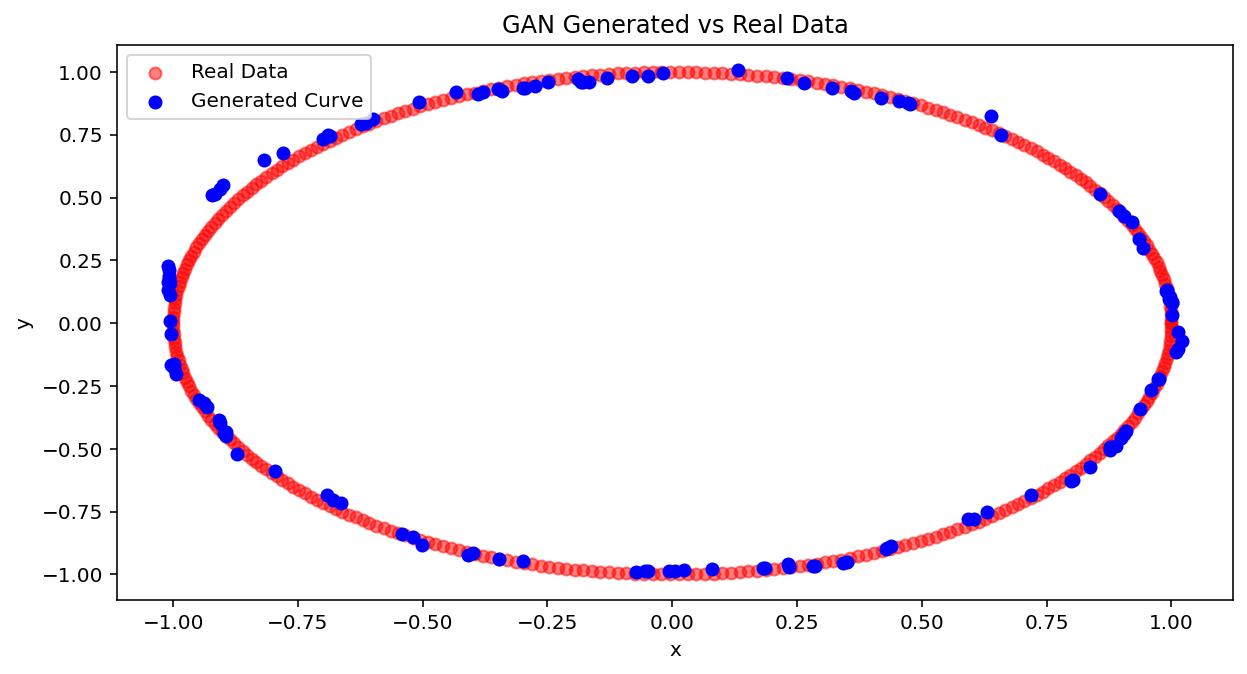 GAN Generated vs Real Data
Real Data
Generated Curve
1.00
0.75
0.50
0.25
0.00
−0.25
−0.50
−0.75
−1.00
y
−1.00 −0.75 −0.50 −0.25 0.00 0.25 0.50 0.75 1.00
x